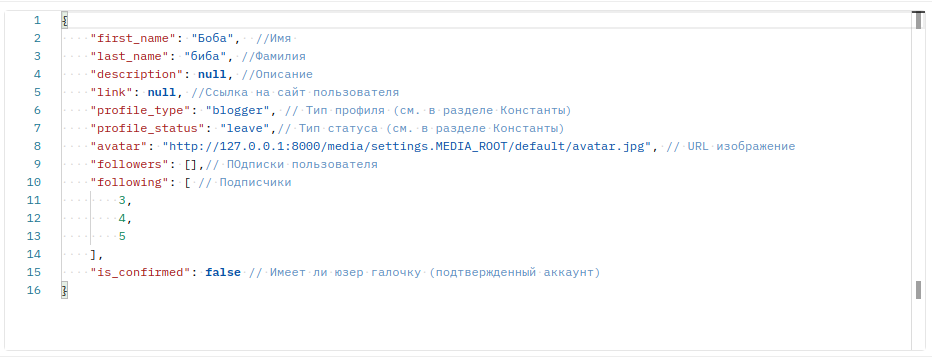 1 {
2 "first_name": "Боба", //Имя
3 "last_name": "биба", //Фамилия
4 "description": null, //Описание
5 "link": null, //Ссылка на сайт пользователя
6 "profile_type": "blogger", // Тип профиля (см. в разделе Константы)
7 "profile_status": "leave",// Тип статуса (см. в разделе Константы)
8 "avatar": "http://127.0.0.1:8000/media/settings.MEDIA_ROOT/default/avatar.jpg", // URL изображение
9 "followers": [],// ПОдписки пользователя
10 "following": [ // Подписчики
11 3,
12 4,
13 5
14 ],
15 "is_confirmed": false // Имеет ли юзер галочку (подтвержденный аккаунт)
16 }